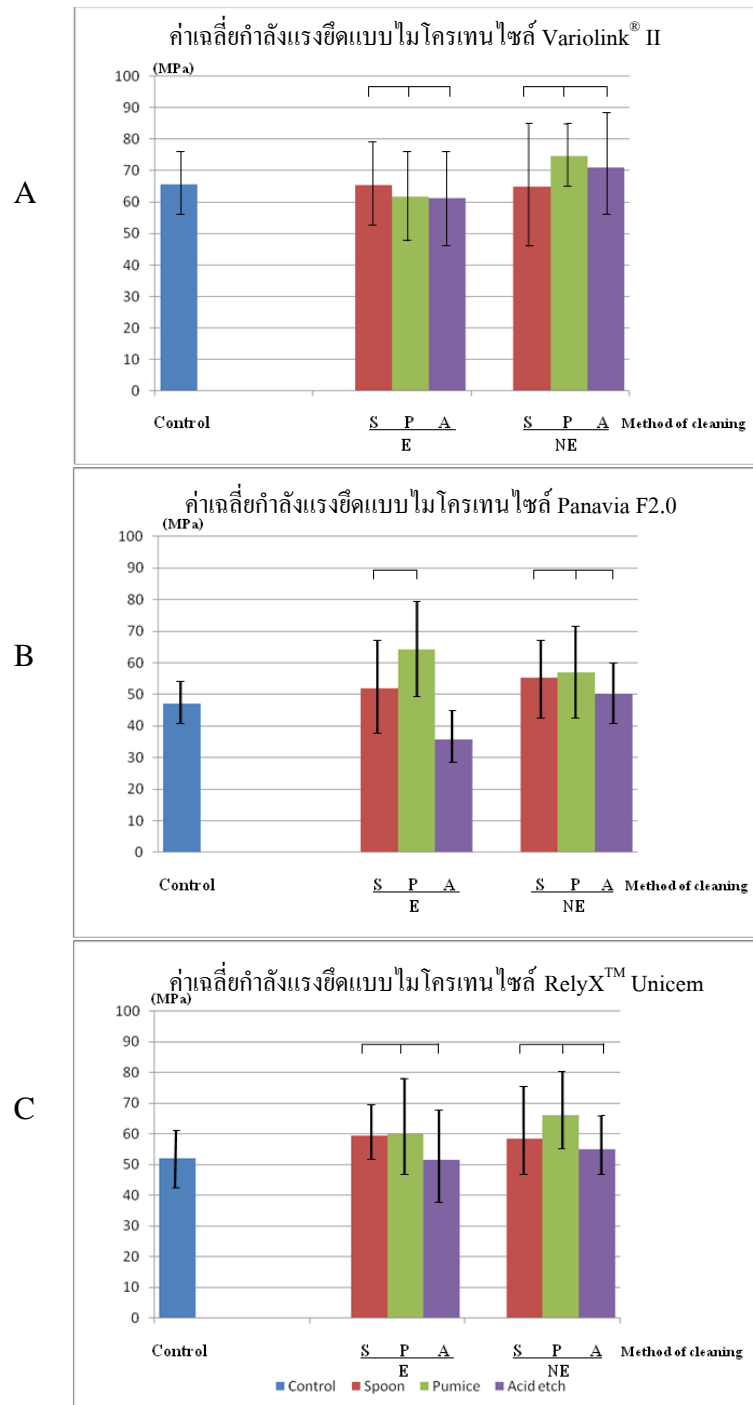 ค่าเฉลี่ยกำลังแรงยึดแบบไมโครเทนไซล์ Variolink® II
(MPa)
100
90
80
70
60
50
40
30
20
10
0
A
Control
S P A Method of cleaning
E
S P A
NE
ค่าเฉลี่ยกำลังแรงยึดแบบไมโครเทนไซล์ Panavia F2.0
(MPa)
100
90
80
70
60
50
40
30
20
10
0
B
Control
S P A Method of cleaning
E
S P A
NE
ค่าเฉลี่ยกำลังแรงยึดแบบไมโครเทนไซล์ RelyX™ Unicem
(MPa)
100
90
80
70
60
50
40
30
20
10
0
C
Control
S P A Method of cleaning
E
S P A
NE
Control Spoon Pumice Acid etch